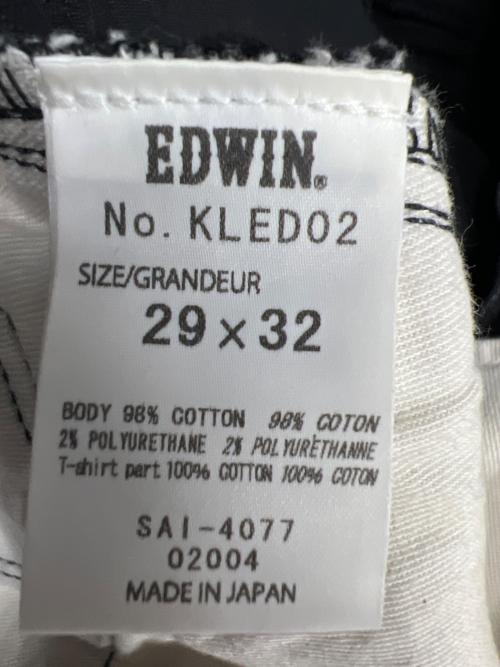 EDWIN®
No. KLED02
SIZE/GRANDEUR
29×32
BODY 98% COTTON 98% COTON
2% POLYURETHANE 2% POLYURÉTHANNE
T-shirt part 100% COTTON 100% COTON
SAI-4077
02004
MADE IN JAPAN